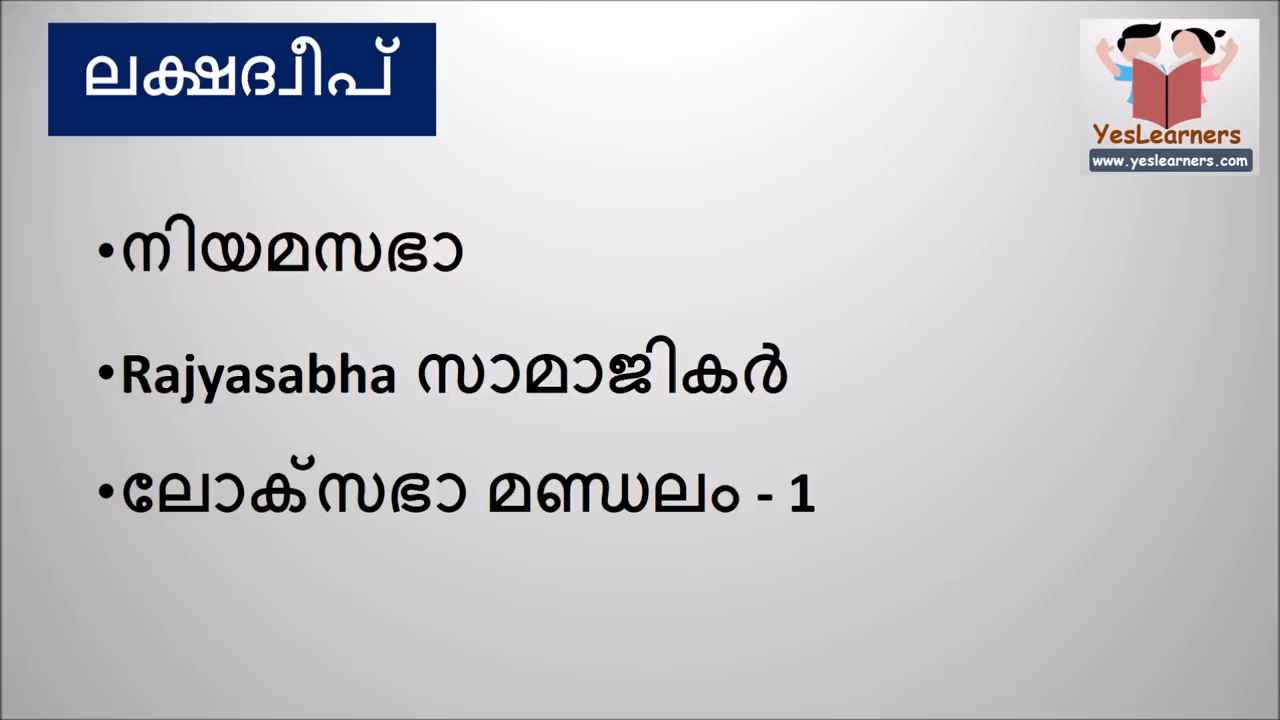 ലക്ഷദ്വീപ്
YesLearners
www.yeslearners.com
•നിയമസഭാ
•Rajyasabha സാമാജികർ
•ലോക്സഭാ മണ്ഡലം - 1